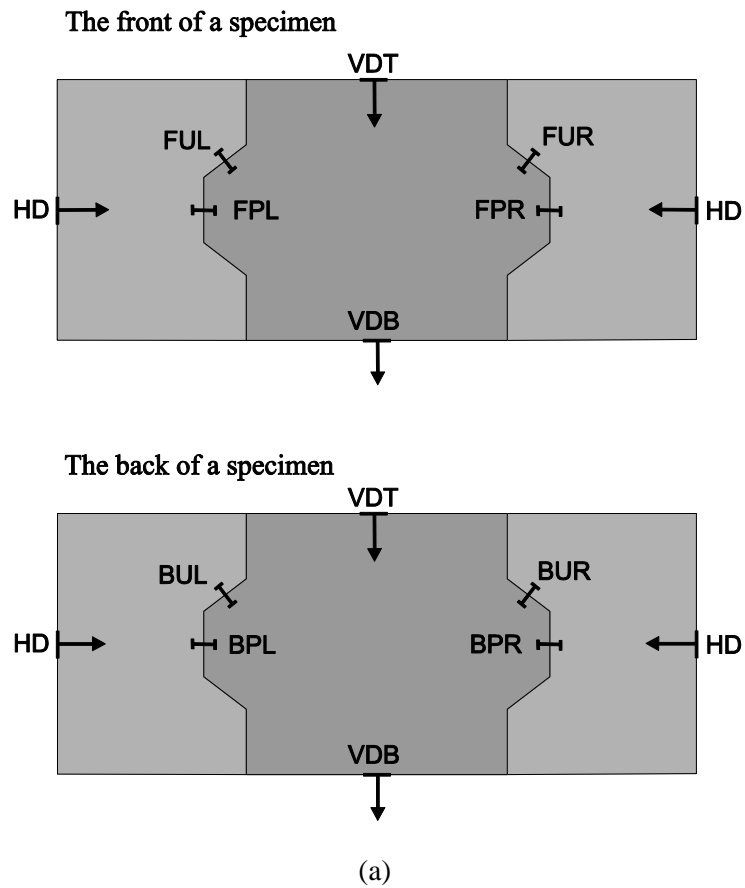 The front of a specimen
VDT
FUL
FUR
HD
FPL
FPR
HD
VDB
The back of a specimen
VDT
BUL
BUR
HD
BPL
BPR
HD
VDB
(a)